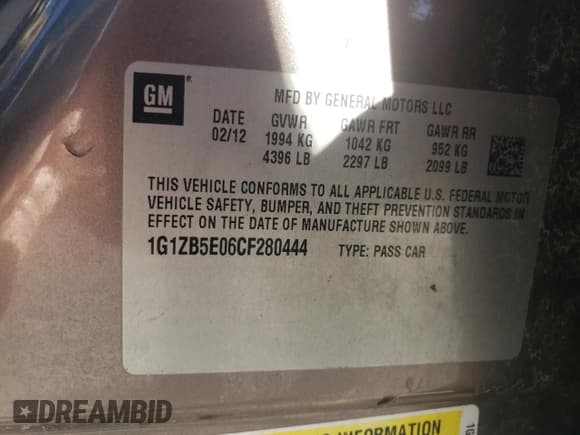 GM
®
MFD BY GENERAL MOTORS LLC
DATE GVWR GAWR FRT GAWR RR
02/12 1994 KG 1042 KG 952 KG
4396 LB 2297 LB 2099 LB
THIS VEHICLE CONFORMS TO ALL APPLICABLE U.S. FEDERAL MOTOR
VEHICLE SAFETY, BUMPER, AND THEFT PREVENTION STANDARDS IN
EFFECT ON THE DATE OF MANUFACTURE SHOWN ABOVE.
1G1ZB5E06CF280444 TYPE: PASS CAR
INFORMATION
DREAMBID